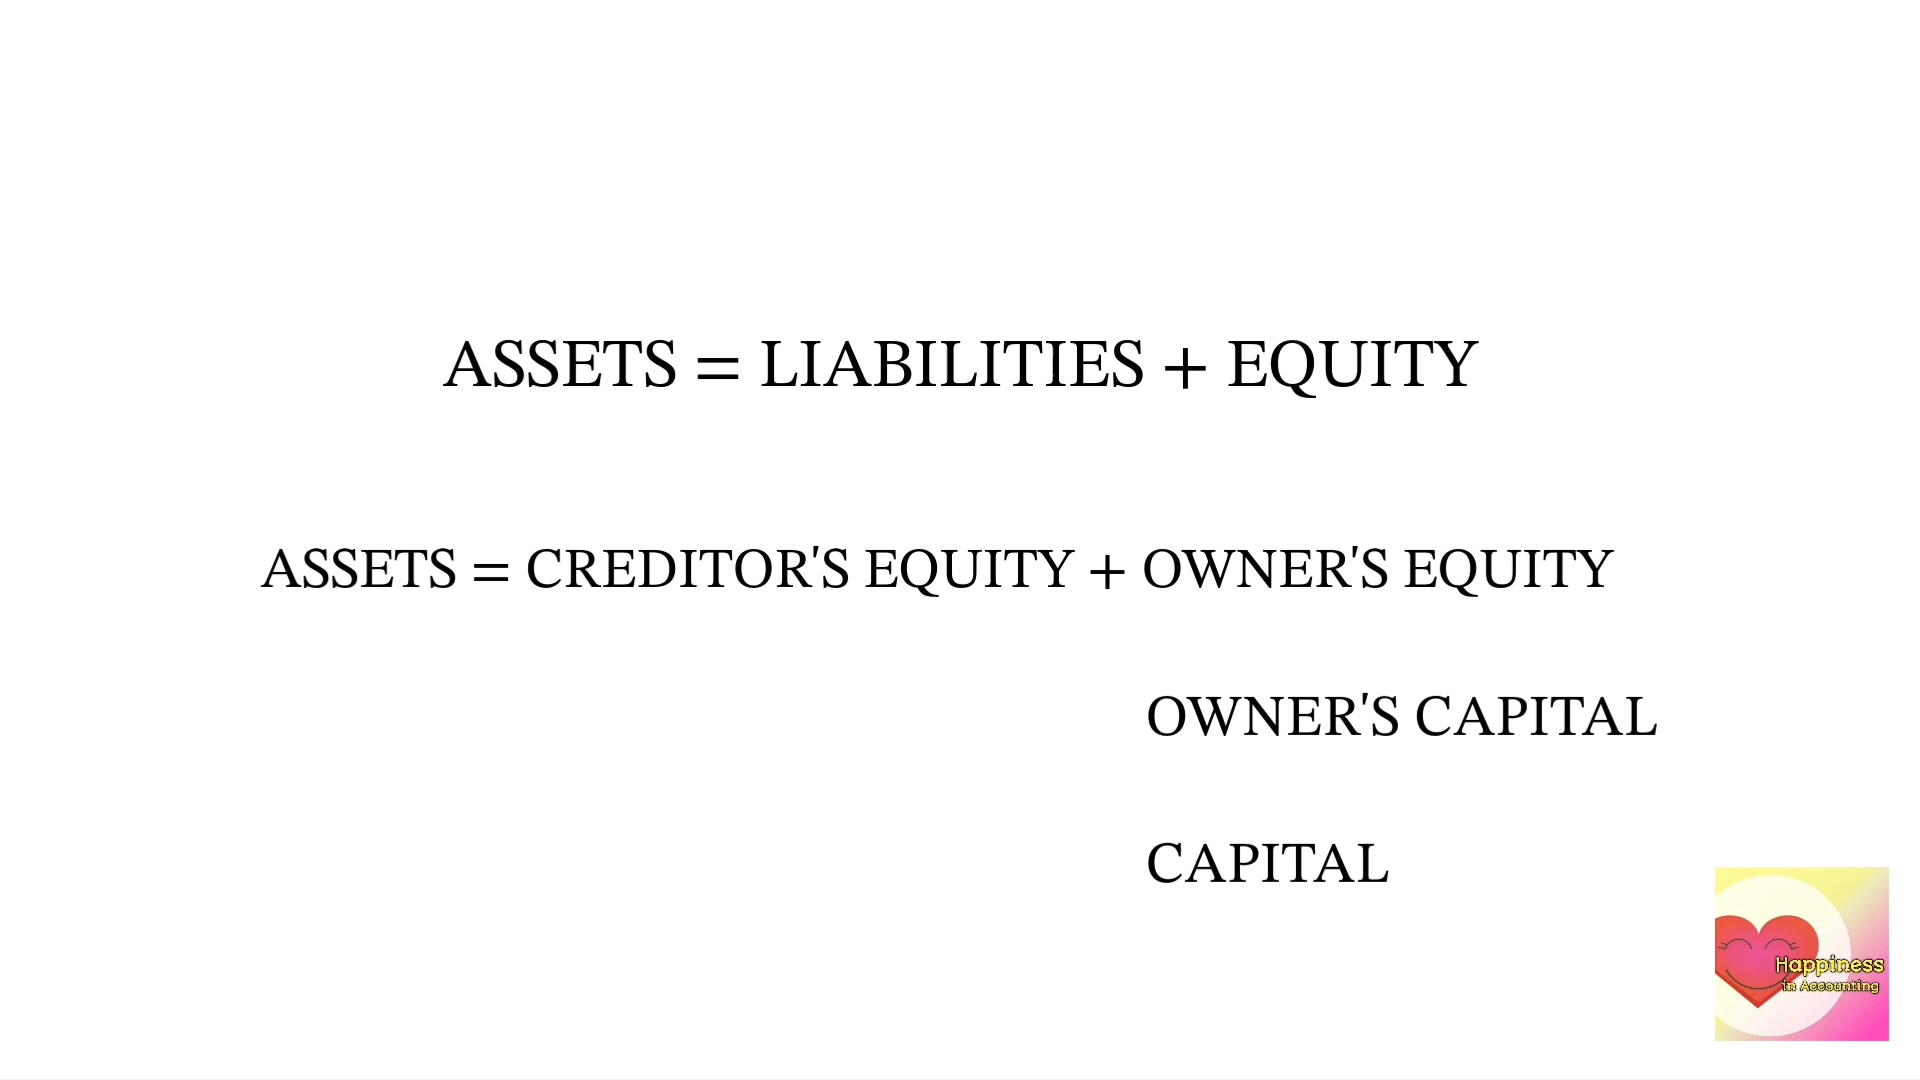 ASSETS = LIABILITIES + EQUITY
ASSETS = CREDITOR'S EQUITY + OWNER'S EQUITY
OWNER'S CAPITAL
CAPITAL
Happiness
in Accounting